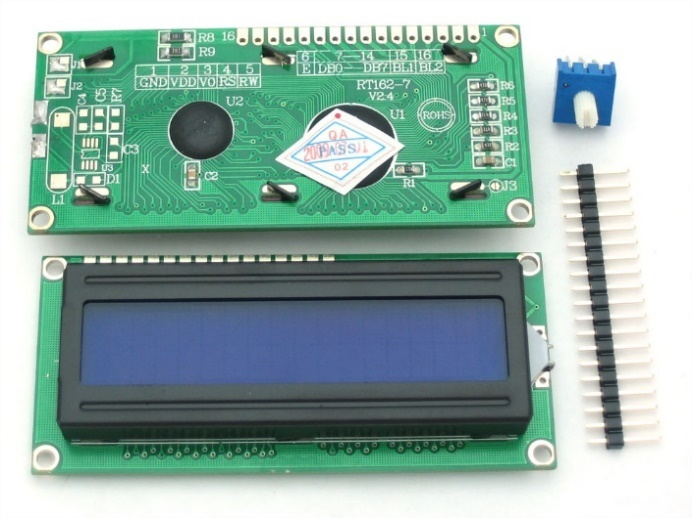 R8 16 1
R9
J1
J2
1 2 3 4 5
GND VDD VO RS RW
6 7—14 15 16
E DB0—DB7 BL1 BL2
RT162-7
V2.4
U2
U1
ROHS
C4 C5 R7
C3
U3
D1
L1
X
C2
QA
PASS
02
R1
R6
R5
R4
R3
R2
C1
J3